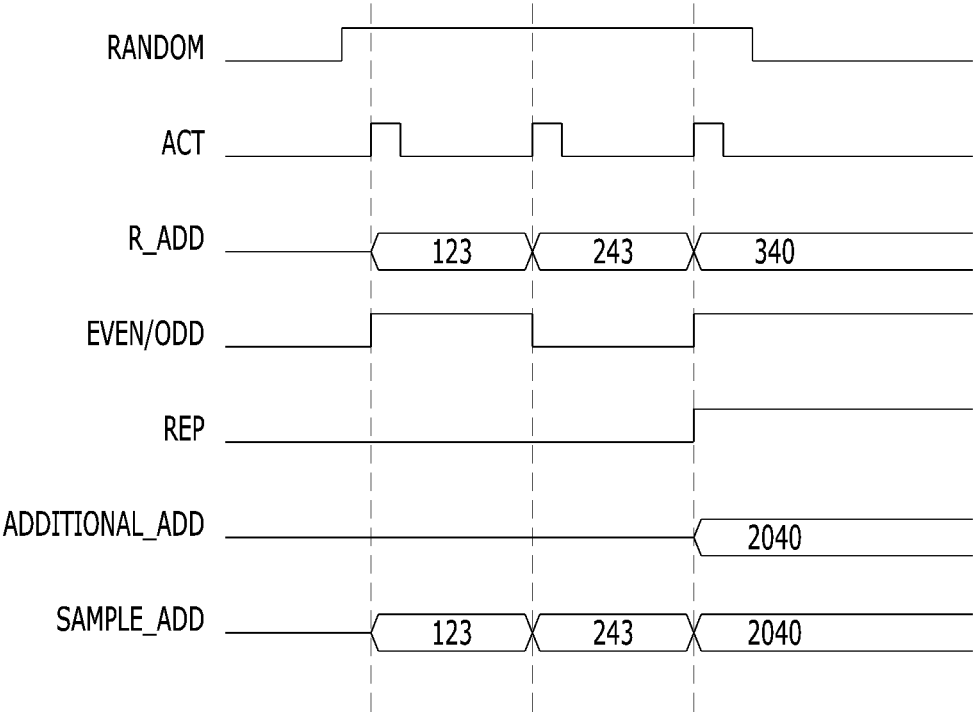 RANDOM
ACT
R_ADD 123 243 340
EVEN/ODD
REP
ADDITIONAL_ADD 2040
SAMPLE_ADD 123 243 2040